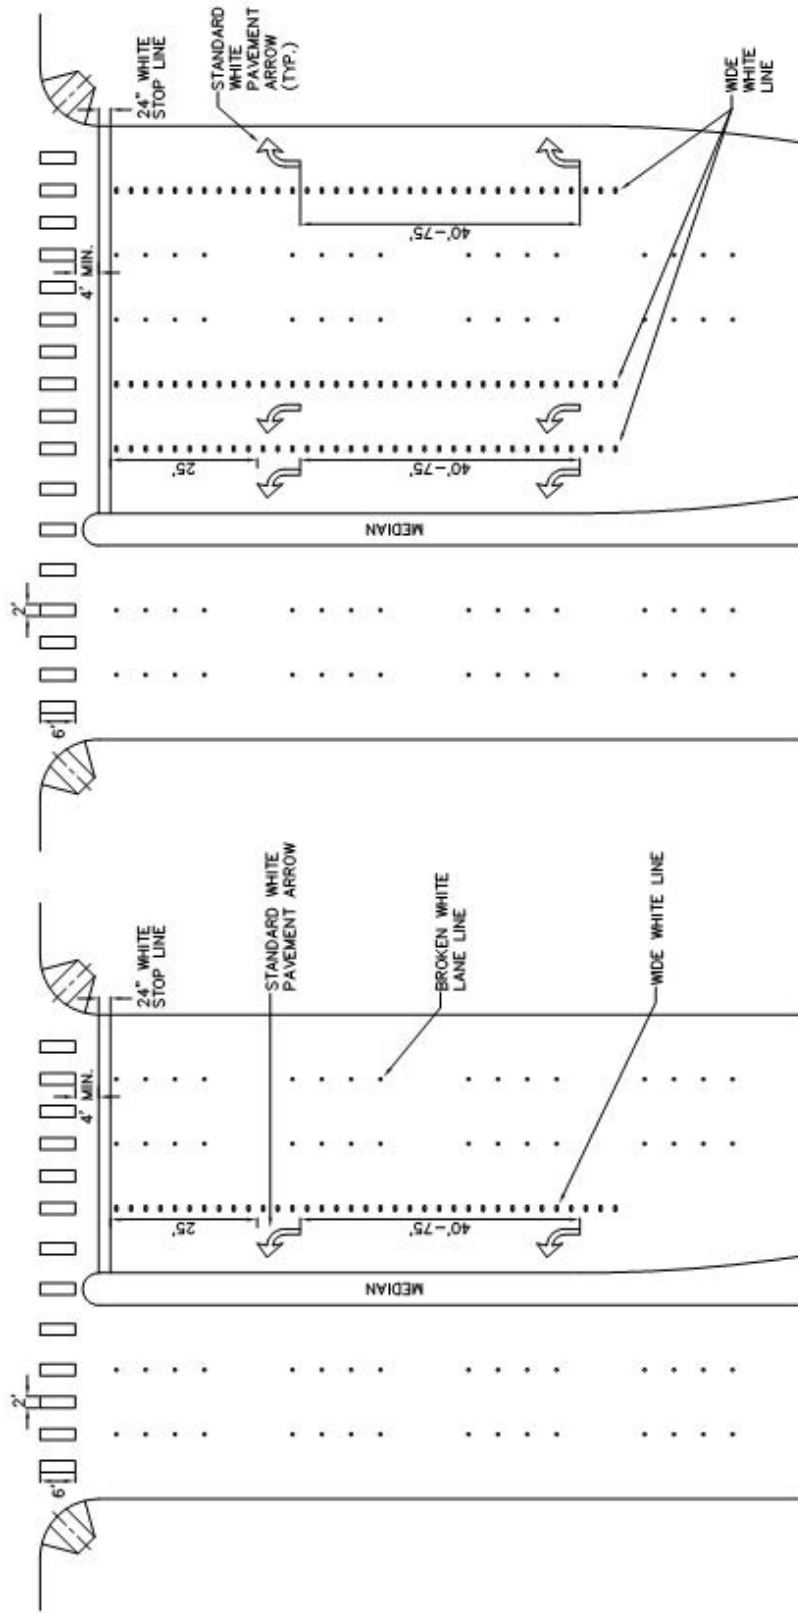 2'
6'
4' MIN.
24" WHITE
STOP LINE
STANDARD
WHITE
PAVEMENT
ARROW
(TYP.)
25'
40'-75'
40'-75'
MEDIAN
WIDE
WHITE
LINE
2'
6'
4' MIN.
24" WHITE
STOP LINE
STANDARD WHITE
PAVEMENT ARROW
25'
40'-75'
MEDIAN
BROKEN WHITE
LANE LINE
WIDE WHITE LINE